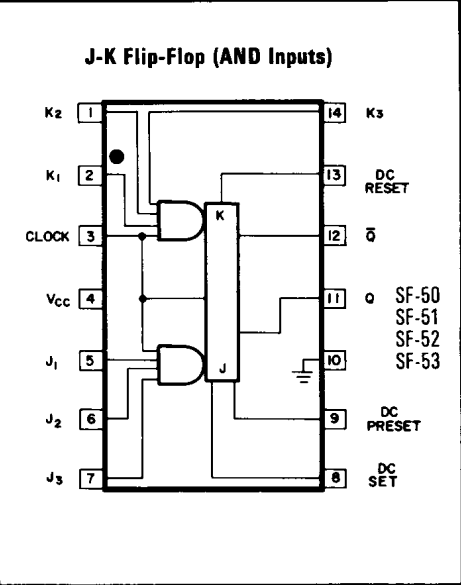 J-K Flip-Flop (AND Inputs)
K2 1 14 K3
K1 2 13 DC
RESET
K
CLOCK 3 12 Q̅
VCC 4 11 Q SF-50
SF-51
SF-52
SF-53
J1 5 10
J
J2 6 9 DC
PRESET
J3 7 8 DC
SET